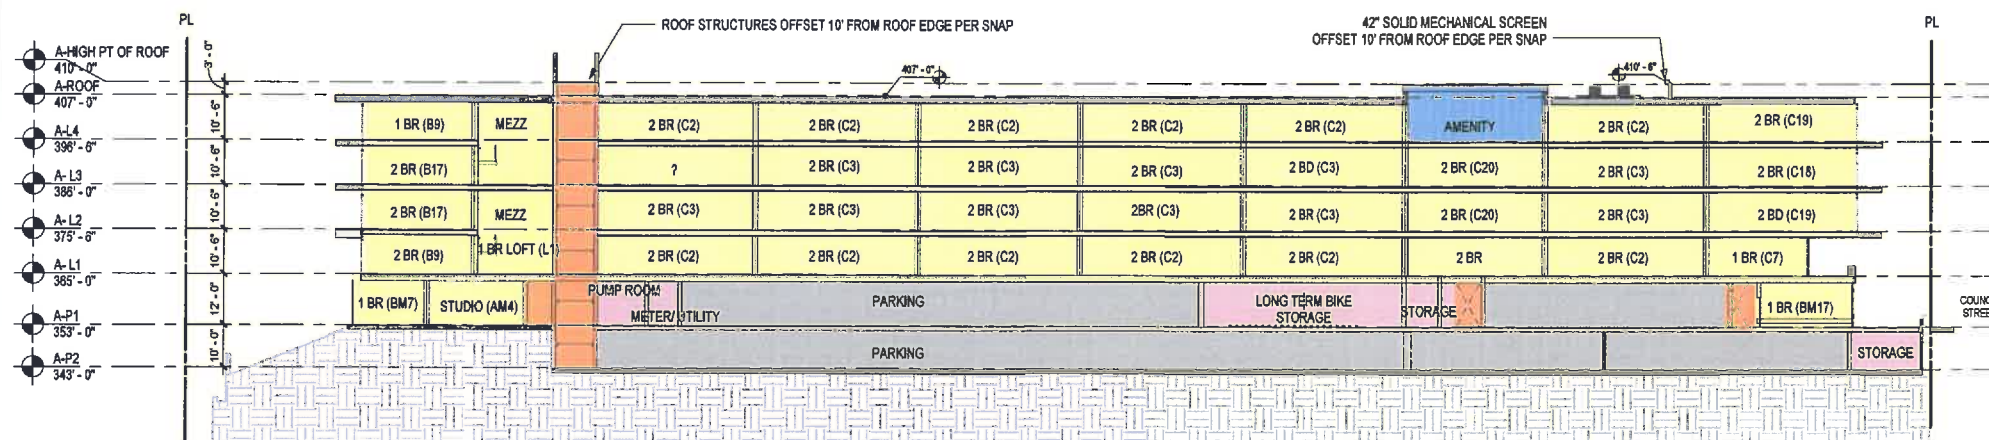 PL
ROOF STRUCTURES OFFSET 10' FROM ROOF EDGE PER SNAP
42" SOLID MECHANICAL SCREEN
OFFSET 10' FROM ROOF EDGE PER SNAP
PL
A-HIGH PT OF ROOF
410' - 0"
3' - 0"
407' - 0"
410' - 6"
A-ROOF
407' - 0"
10' - 6"
1 BR (B9)
MEZZ
2 BR (C2)
2 BR (C2)
2 BR (C2)
2 BR (C2)
2 BR (C2)
AMENITY
2 BR (C2)
2 BR (C19)
A-L4
396' - 6"
10' - 6"
2 BR (B17)
?
2 BR (C3)
2 BR (C3)
2 BR (C3)
2 BD (C3)
2 BR (C20)
2 BR (C3)
2 BR (C18)
A-L3
386' - 0"
10' - 6"
2 BR (B17)
MEZZ
2 BR (C3)
2 BR (C3)
2 BR (C3)
2BR (C3)
2 BR (C3)
2 BR (C20)
2 BR (C3)
2 BD (C19)
A-L2
375' - 6"
10' - 6"
2 BR (B9)
1 BR LOFT (L1)
2 BR (C2)
2 BR (C2)
2 BR (C2)
2 BR (C2)
2 BR (C2)
2 BR
2 BR (C2)
1 BR (C7)
A-L1
365' - 0"
12' - 0"
1 BR (BM7)
STUDIO (AM4)
PUMP ROOM
METER/ UTILITY
PARKING
LONG TERM BIKE
STORAGE
STORAGE
1 BR (BM17)
COUNC
STREE
A-P1
353' - 0"
10' - 0"
PARKING
STORAGE
A-P2
343' - 0"